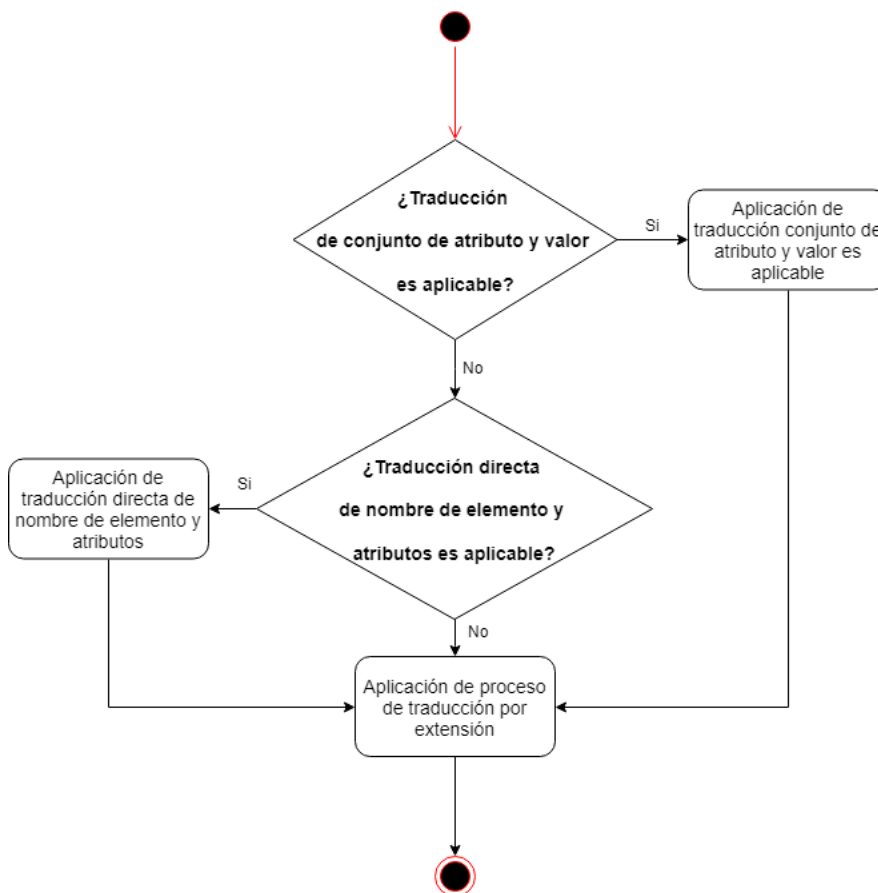 ¿Traducción
de conjunto de atributo y valor
es aplicable?
Si
Aplicación de
traducción conjunto de
atributo y valor es
aplicable
No
¿Traducción directa
de nombre de elemento y
atributos es aplicable?
Si
Aplicación de
traducción directa de
nombre de elemento y
atributos
No
Aplicación de proceso
de traducción por
extensión